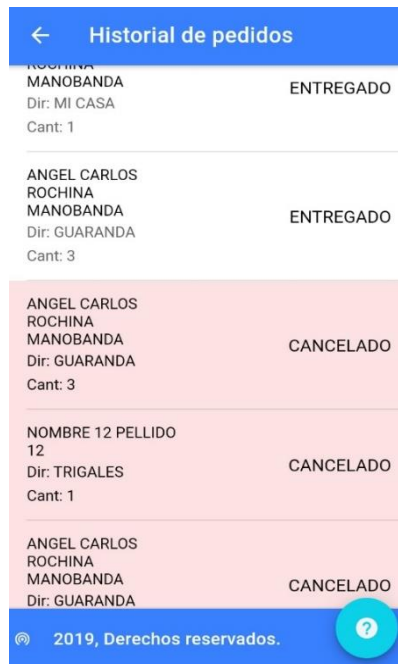 Historial de pedidos
ROCHINA
MANOBANDA
Dir: MI CASA
Cant: 1
ENTREGADO
ANGEL CARLOS
ROCHINA
MANOBANDA
Dir: GUARANDA
Cant: 3
ENTREGADO
ANGEL CARLOS
ROCHINA
MANOBANDA
Dir: GUARANDA
Cant: 3
CANCELADO
NOMBRE 12 PELLIDO
12
Dir: TRIGALES
Cant: 1
CANCELADO
ANGEL CARLOS
ROCHINA
MANOBANDA
Dir: GUARANDA
CANCELADO
2019, Derechos reservados.
?